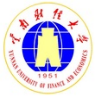 云南财经大学
1951
YUNNAN UNIVERSITY OF FINANCE AND ECONOMICS